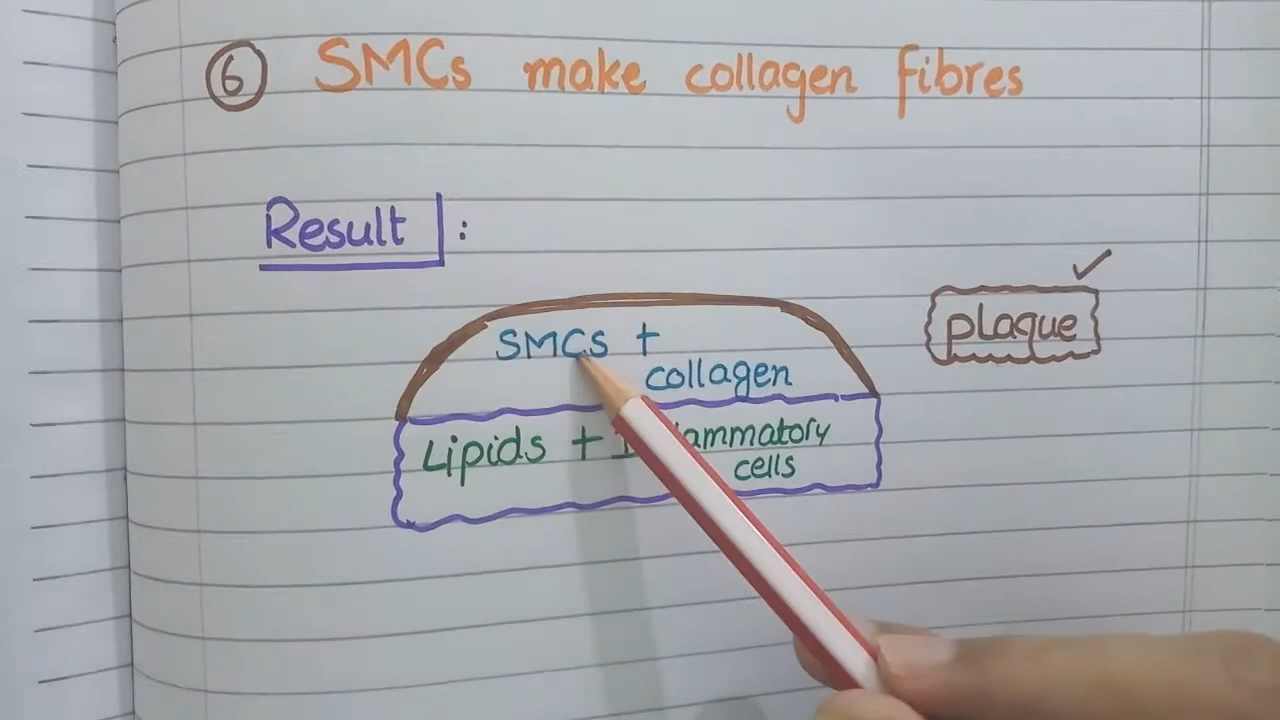 6 SMCs make collagen fibres
Result :
plaque
SMCs +
collagen
Lipids +
cells